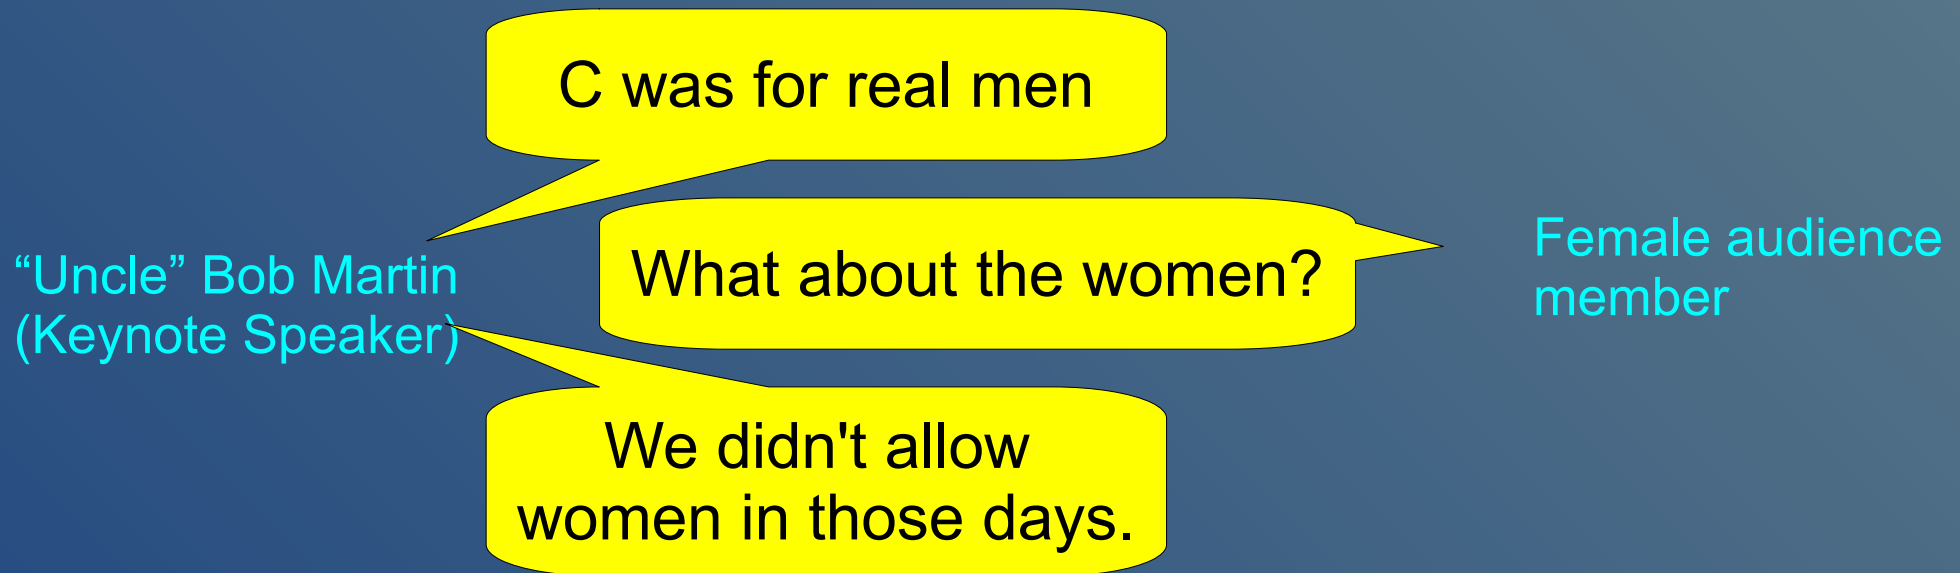 C was for real men
“Uncle” Bob Martin
(Keynote Speaker)
What about the women?
Female audience
member
We didn't allow
women in those days.